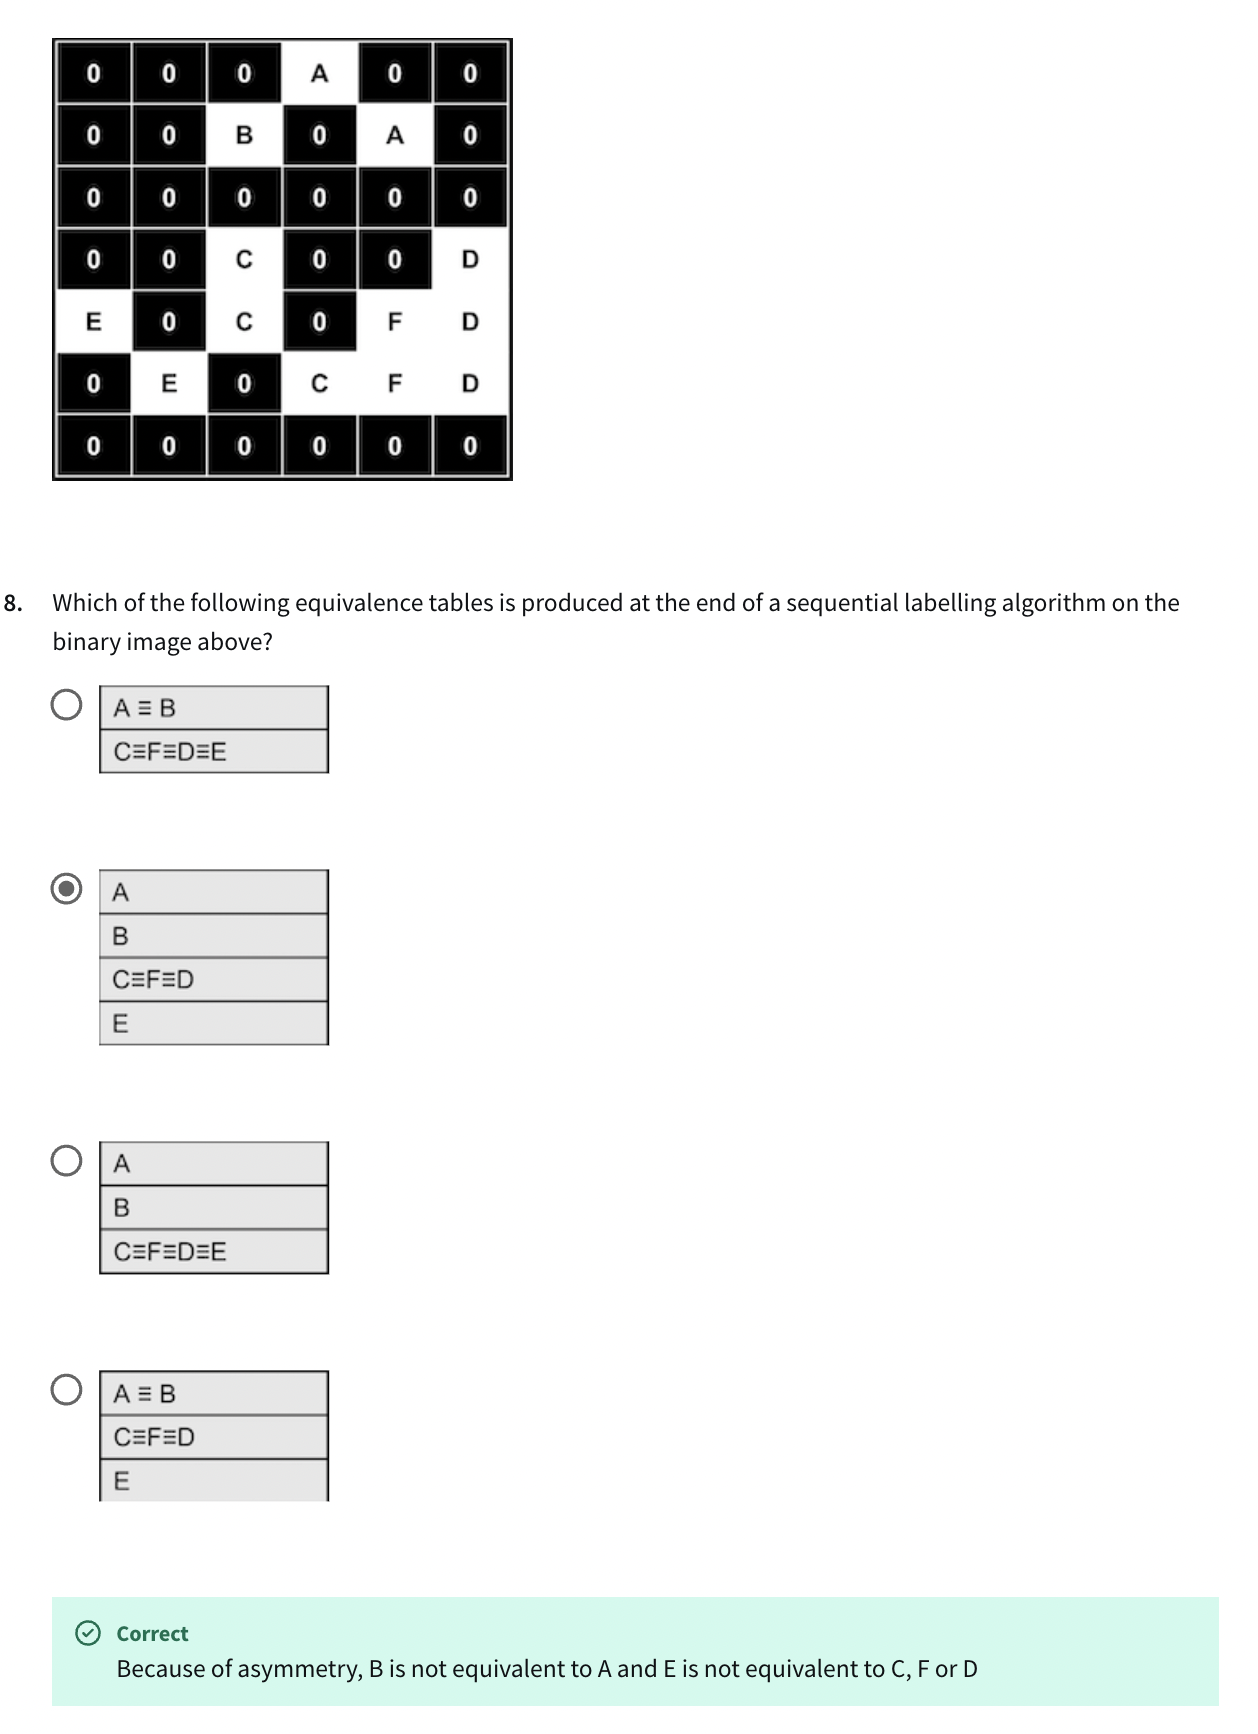 0 0 0 A 0 0
0 0 B 0 A 0
0 0 0 0 0 0
0 0 C 0 0 D
E 0 C 0 F D
0 E 0 C F D
0 0 0 0 0 0
8. Which of the following equivalence tables is produced at the end of a sequential labelling algorithm on the
binary image above?
A ≡ B
C≡F≡D≡E
A
B
C≡F≡D
E
A
B
C≡F≡D≡E
A ≡ B
C≡F≡D
E
Correct
Because of asymmetry, B is not equivalent to A and E is not equivalent to C, F or D